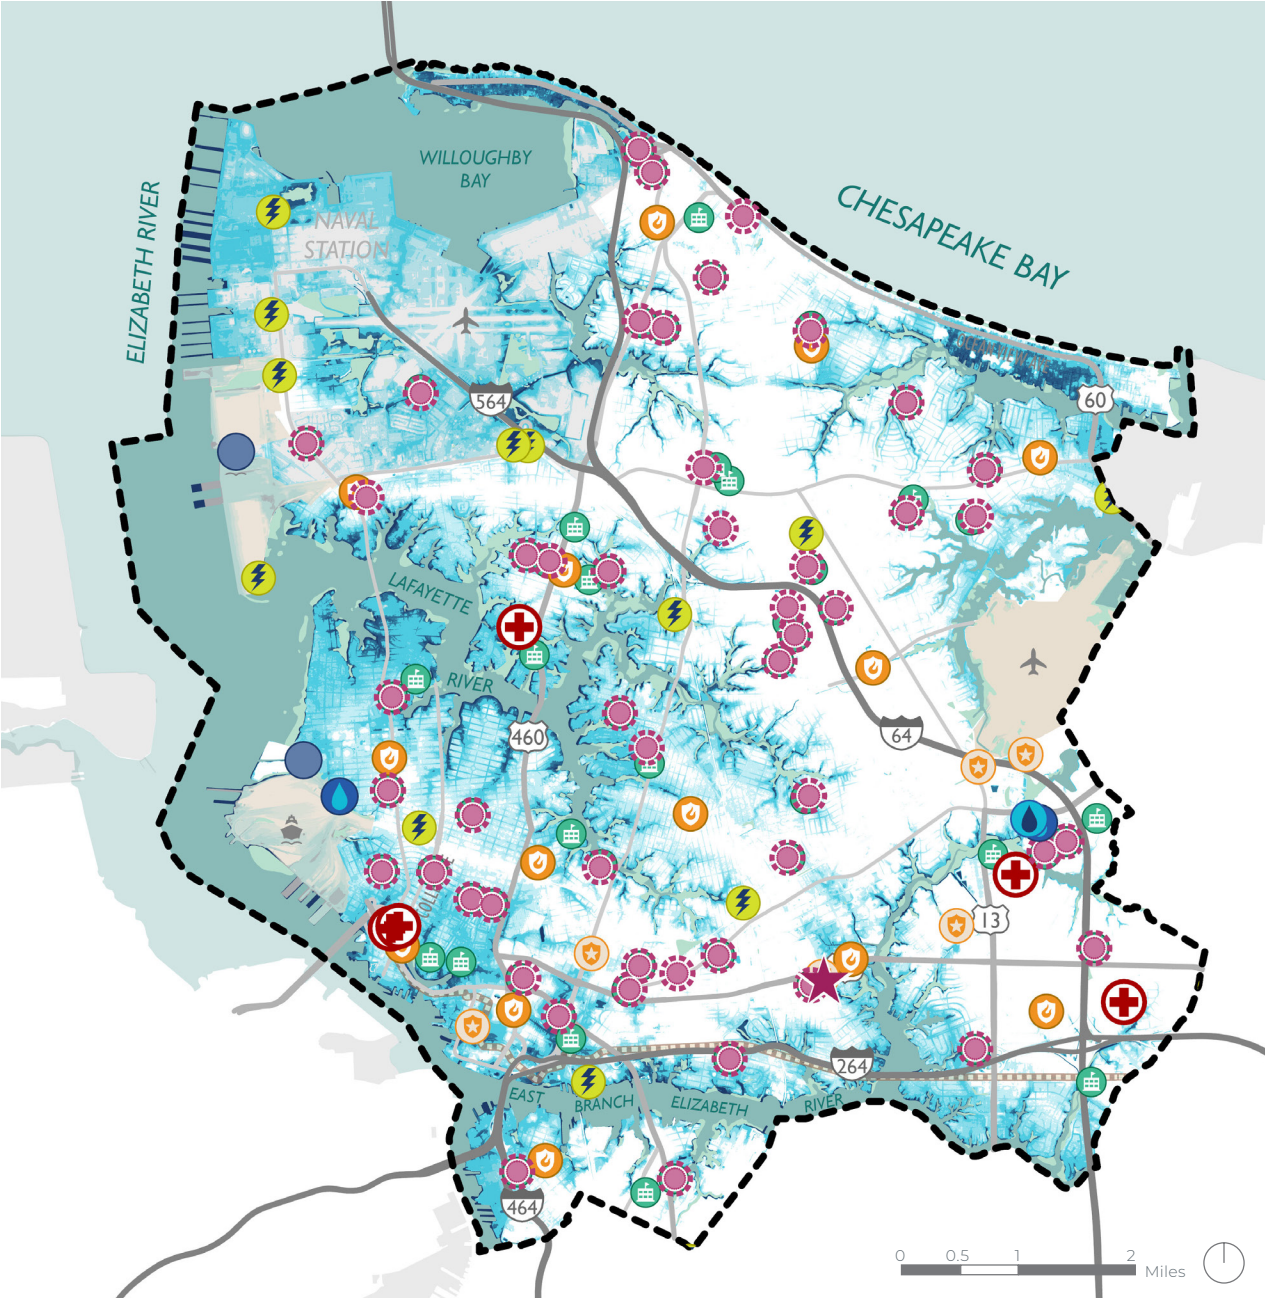 WILLOUGHBY
BAY
CHESAPEAKE BAY
ELIZABETH RIVER
NAVAL
STATION
564
60
LAFAYETTE
RIVER
460
64
13
264
EAST
BRANCH
ELIZABETH
RIVER
464
0 0.5 1 2
Miles